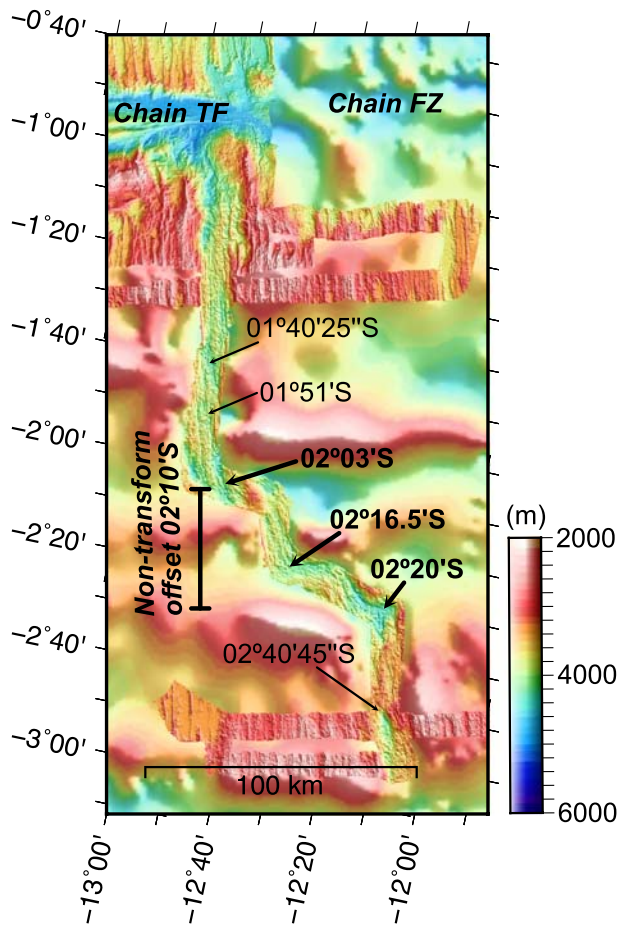 −0˚40'
Chain TF
Chain FZ
−1˚00'
−1˚20'
−1˚40'
01º40'25"S
01º51'S
−2˚00'
02º03'S
Non-transform
offset 02º10'S
02º16.5'S
−2˚20'
02º20'S
−2˚40'
02º40'45"S
−3˚00'
100 km
(m)
2000
4000
6000
−13˚00'
−12˚40'
−12˚20'
−12˚00'